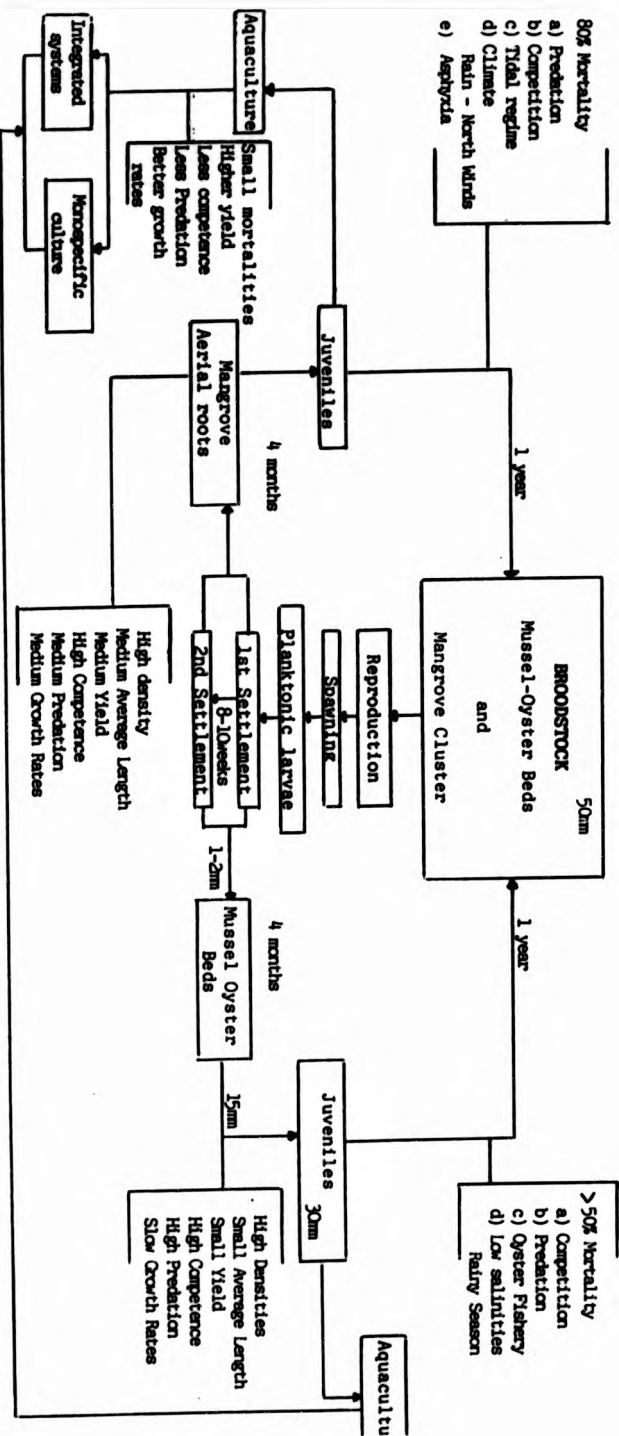 80% Mortality
a) Predation
b) Competition
c) Tidal regime
d) Climate
Rain - North Winds
e) Asphyxia
1 year
BROODSTOCK
50mm
Mussel-Oyster Beds
and
Mangrove Cluster
1 year
>50% Mortality
a) Competition
b) Predation
c) Oyster Fishery
d) Low salinities
Rainy Season
Reproduction
Spawning
Planktonic larvae
1st Settlement
8-10weeks
2nd Settlement
1-2mm
Aquaculture
Small mortalities
Higher yield
Less competence
Less Predation
Better growth
rates
Integrated
systems
Monospecific
culture
Juveniles
Mangrove
Aerial roots
4 months
High density
Medium Average Length
Medium Yield
High Competence
Medium Predation
Medium Growth Rates
4 months
Mussel Oyster
Beds
15mm
Juveniles
30mm
High Densities
Small Average Length
Small Yield
High Competence
High Predation
Slow Growth Rates
Aquacultu